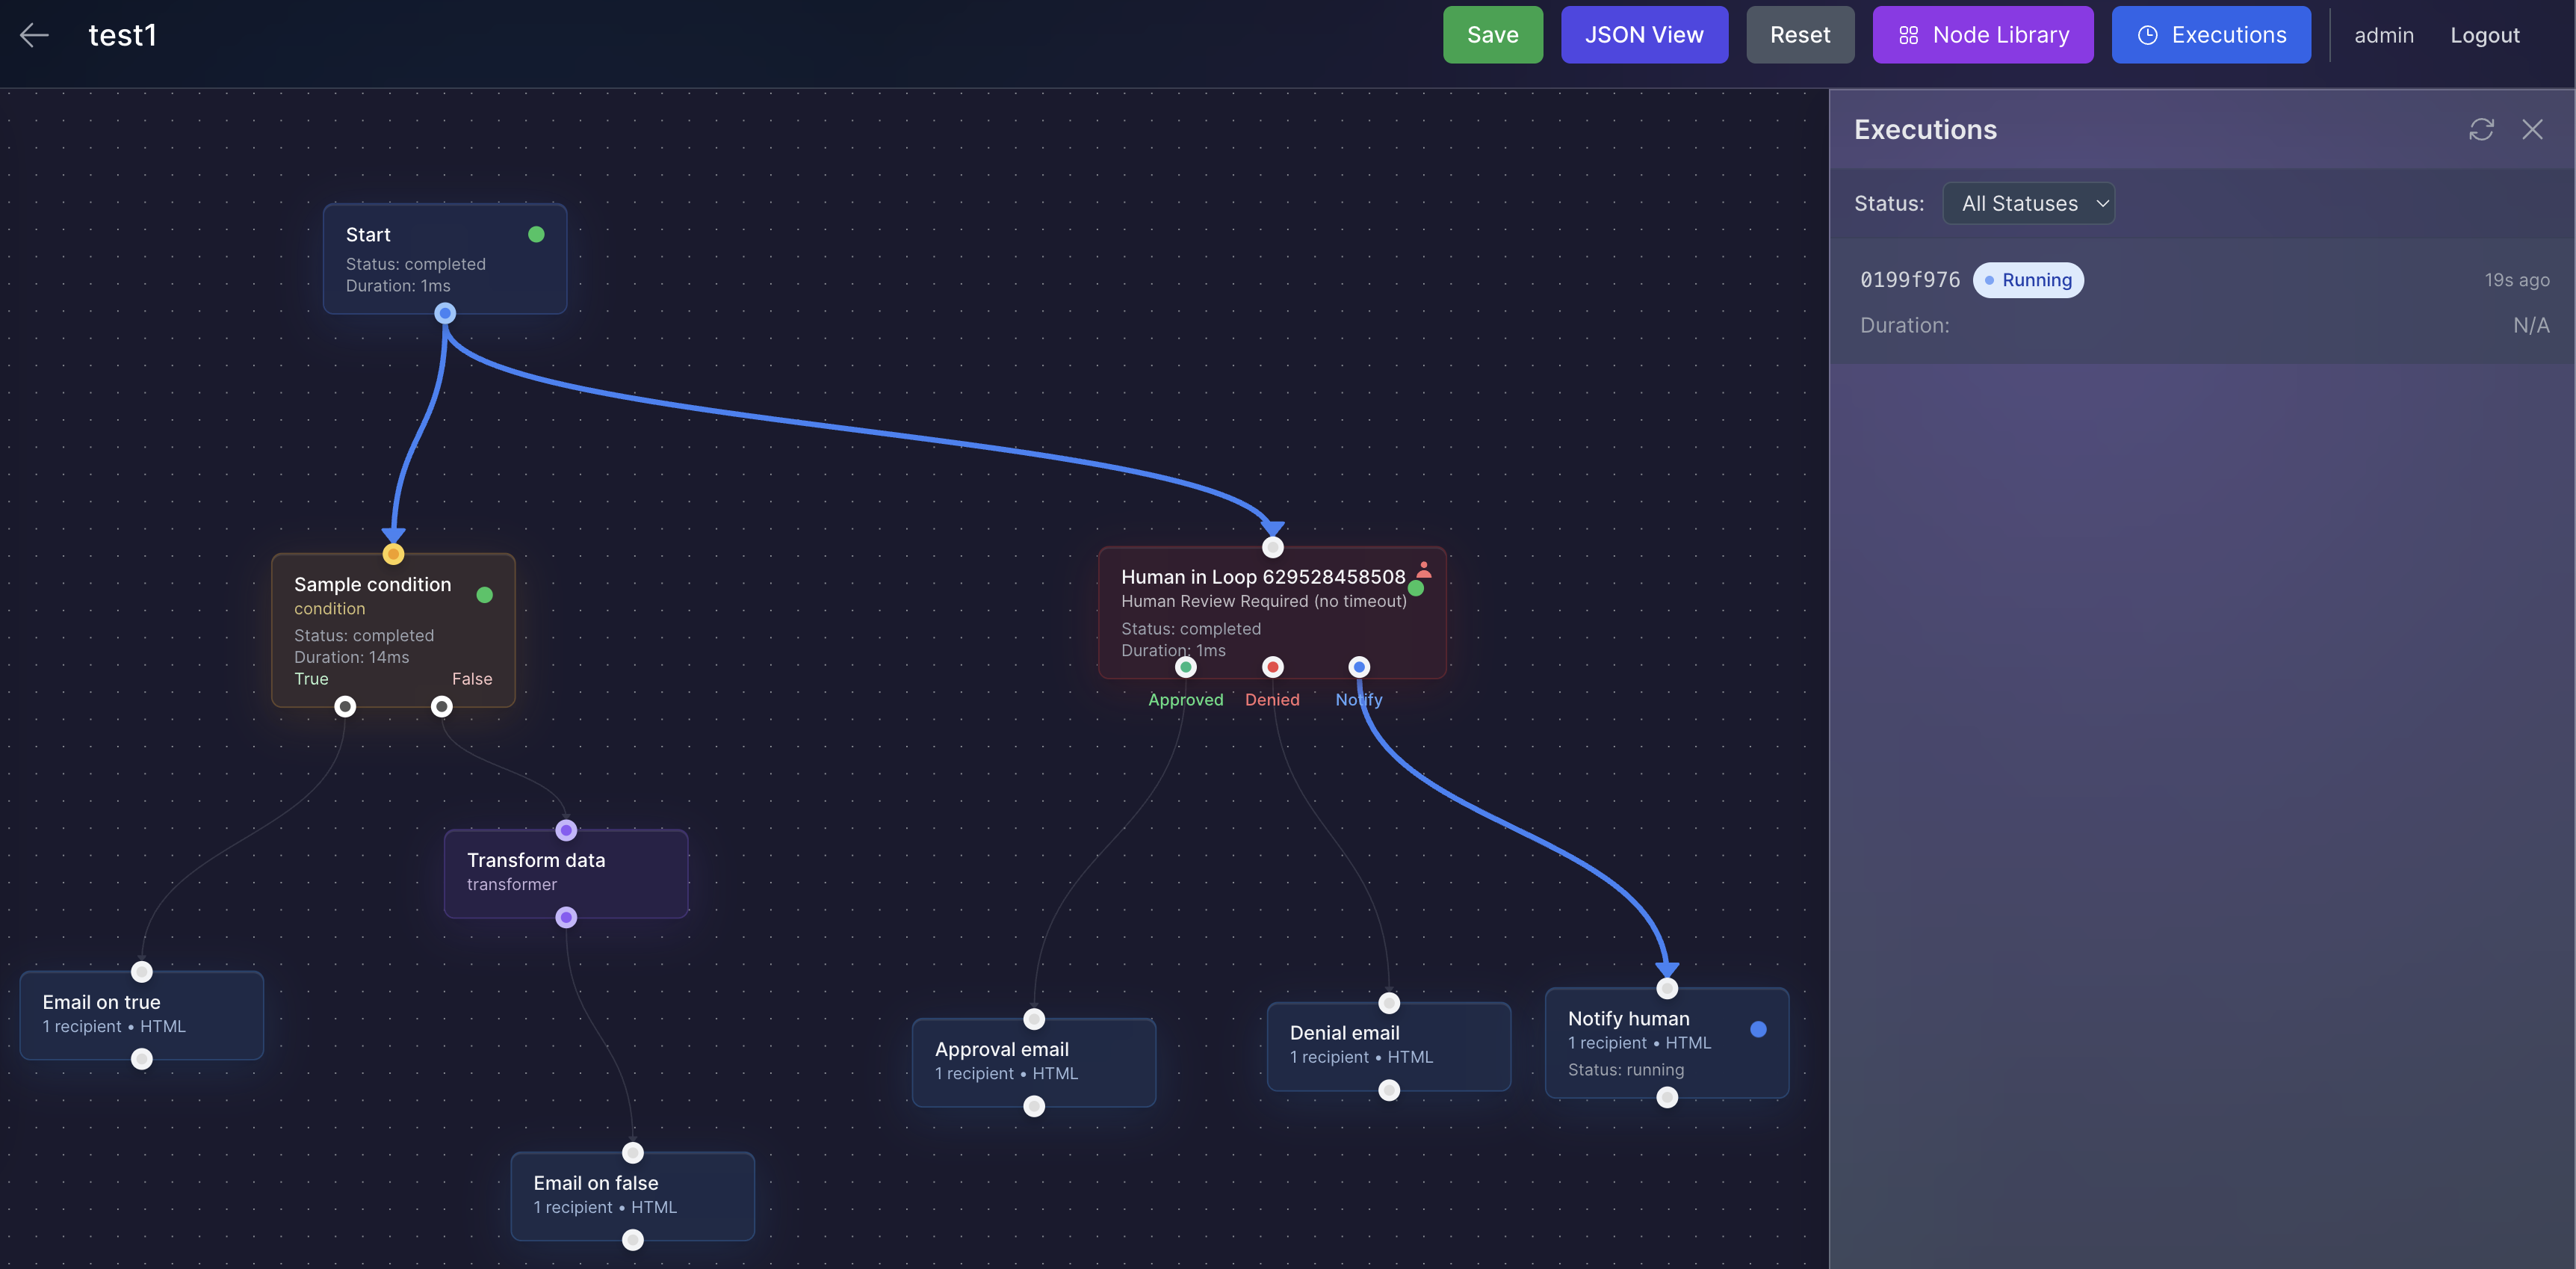 test1
Save
JSON View
Reset
Node Library
Executions
admin
Logout
Executions
Status:
All Statuses
0199f976
Running
19s ago
Duration:
N/A
Start
Status: completed
Duration: 1ms
Sample condition
condition
Status: completed
Duration: 14ms
True
False
Human in Loop 629528458508
Human Review Required (no timeout)
Status: completed
Duration: 1ms
Approved
Denied
Notify
Transform data
transformer
Email on true
1 recipient • HTML
Approval email
1 recipient • HTML
Denial email
1 recipient • HTML
Notify human
1 recipient • HTML
Status: running
Email on false
1 recipient • HTML